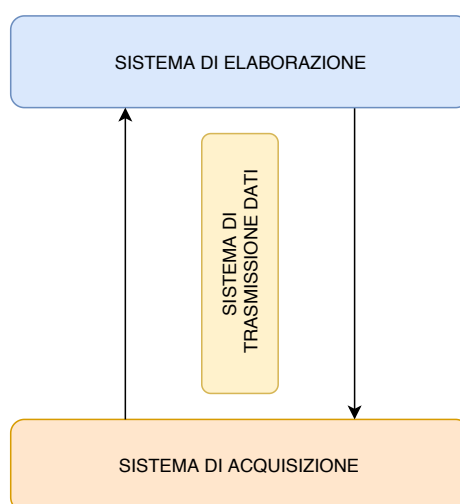 SISTEMA DI ELABORAZIONE
SISTEMA DI
TRASMISSIONE DATI
SISTEMA DI ACQUISIZIONE